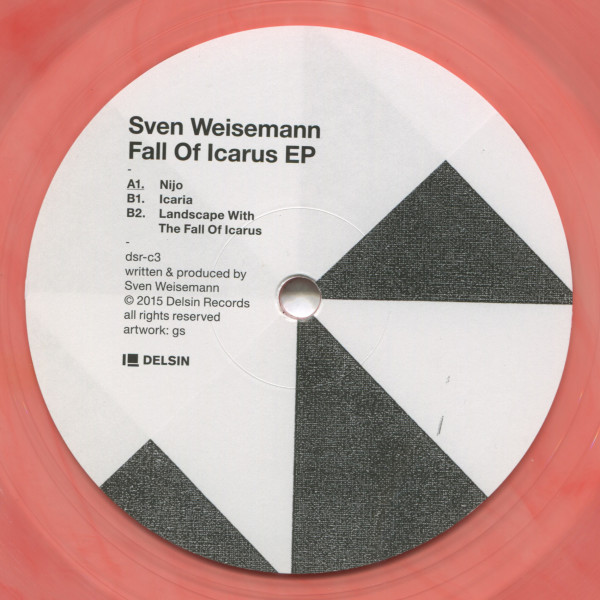 Sven Weisemann
Fall Of Icarus EP
-
A1. Nijo
B1. Icaria
B2. Landscape With
The Fall Of Icarus
-
dsr-c3
written & produced by
Sven Weisemann
© 2015 Delsin Records
all rights reserved
artwork: gs
DELSIN